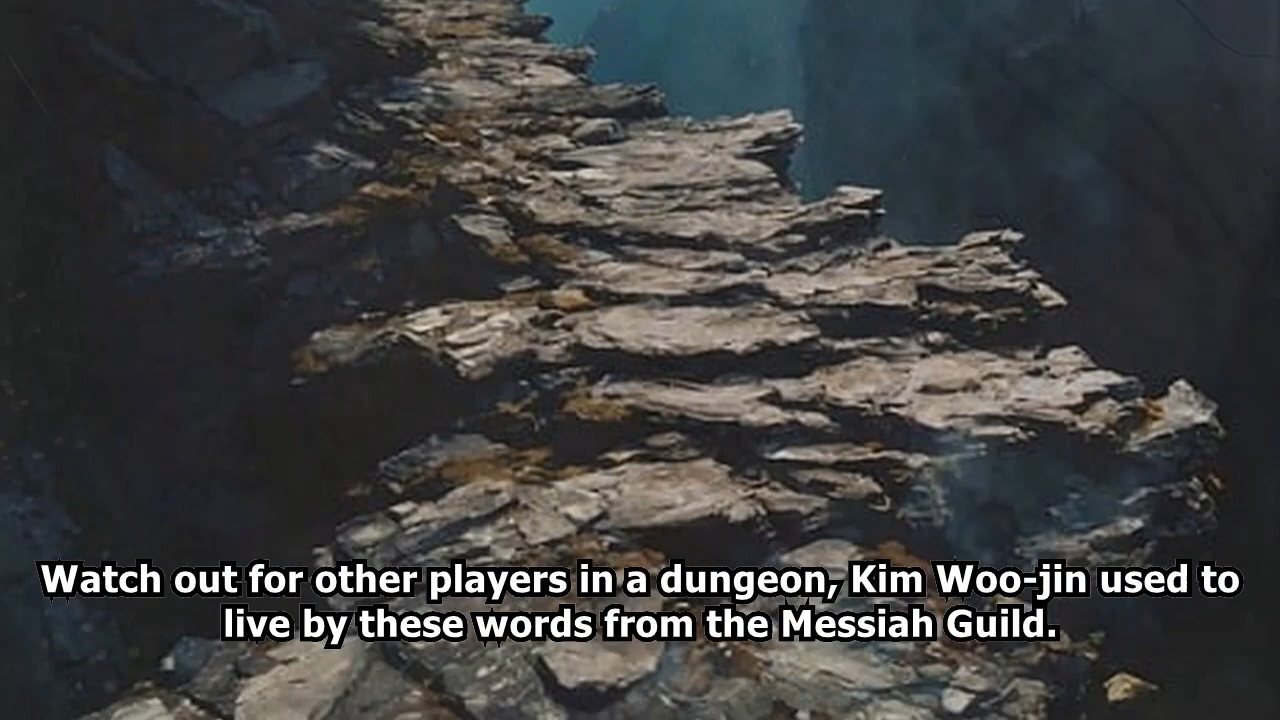 Watch out for other players in a dungeon, Kim Woo-jin used to
live by these words from the Messiah Guild.